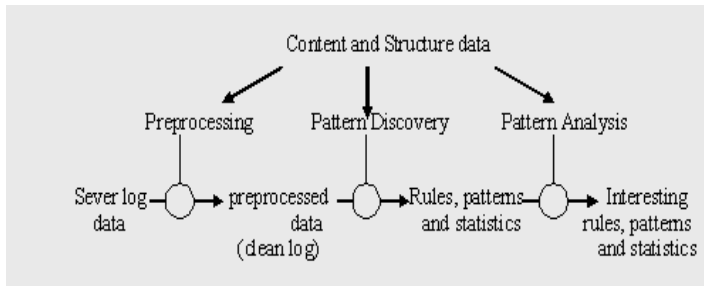 Content and Structure data
Preprocessing
Pattern Discovery
Pattern Analysis
Sever log
data
preprocessed
data
(clean log)
Rules, patterns
and statistics
Interesting
rules, patterns
and statistics